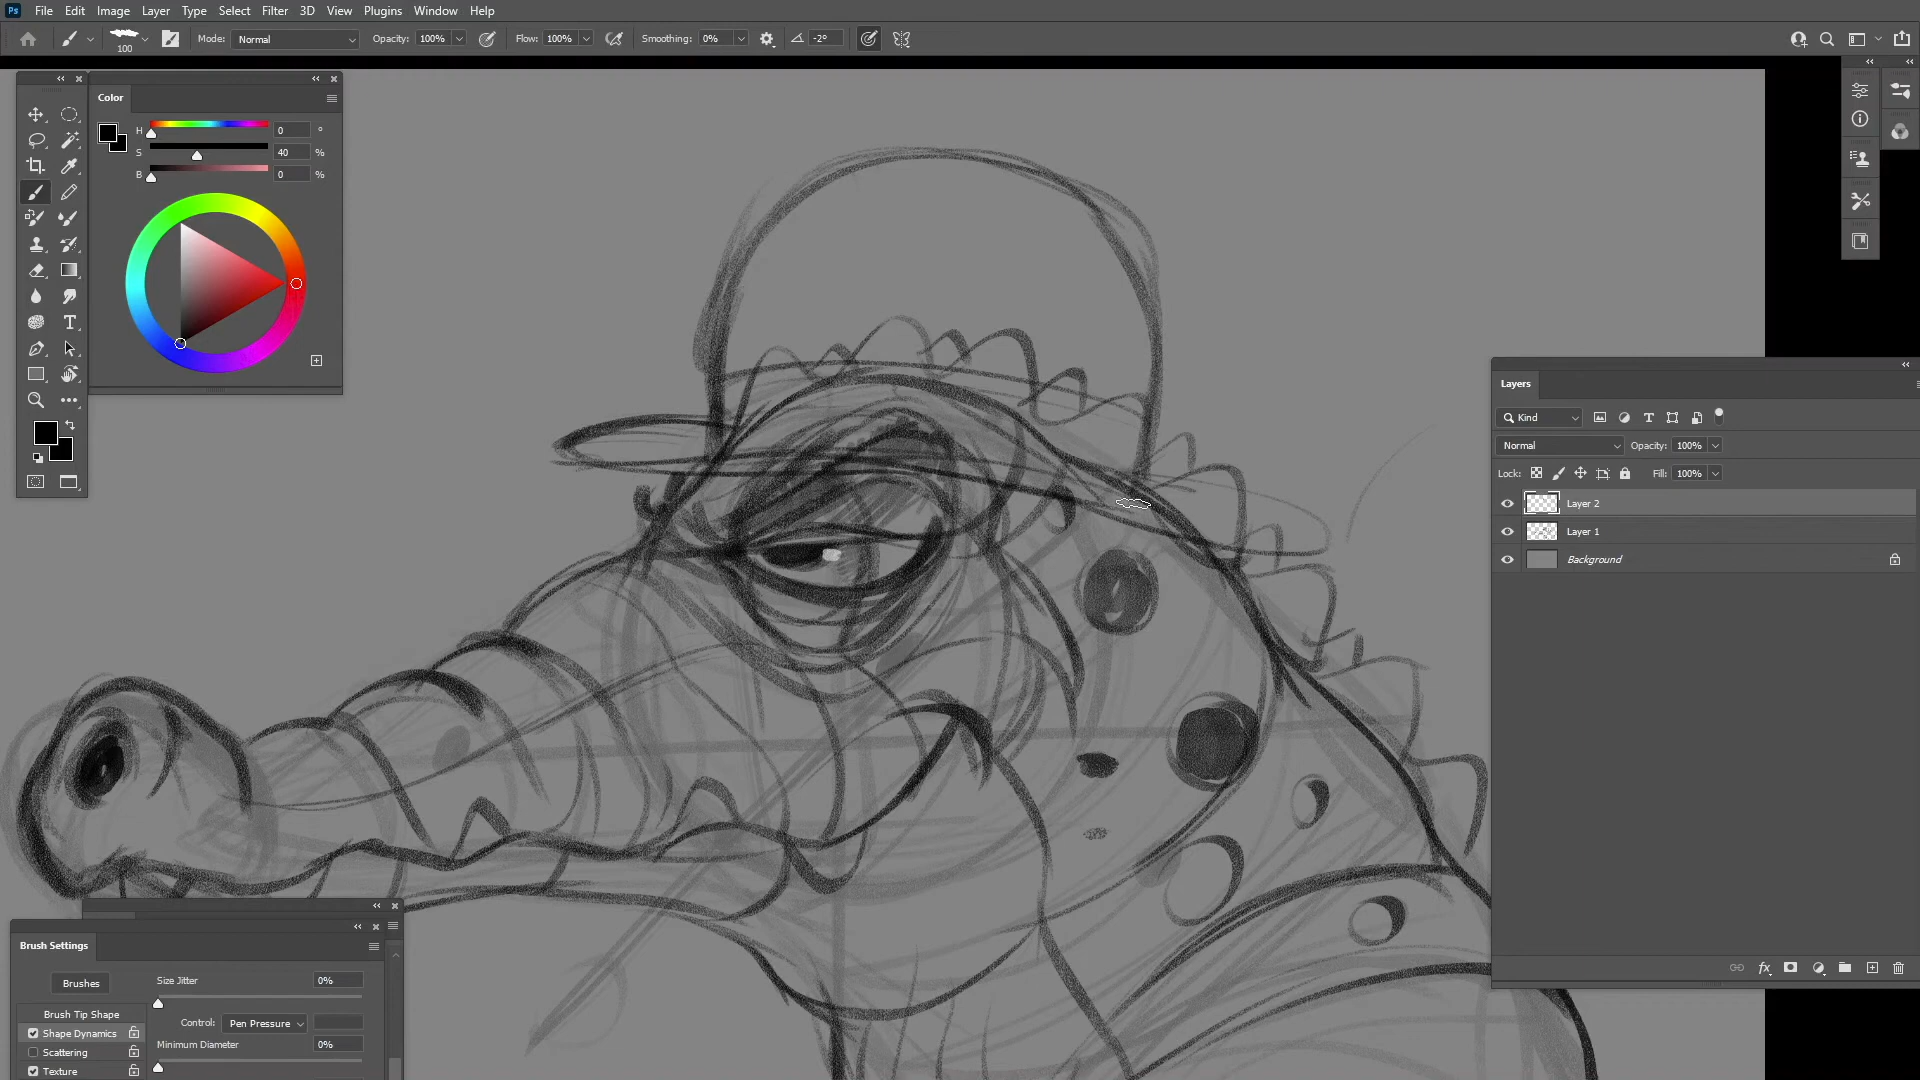 Ps File Edit Image Layer Type Select Filter 3D View Plugins Window Help
100 Mode: Normal Opacity: 100% Flow: 100% Smoothing: 0% -2°
Color
H 0 °
S 40 %
B 0 %
Layers
Kind
Normal Opacity: 100%
Lock: Fill: 100%
Layer 2
Layer 1
Background
Brush Settings
Brushes
Size Jitter 0%
Brush Tip Shape
Control: Pen Pressure
Shape Dynamics
Minimum Diameter 0%
Scattering
Texture